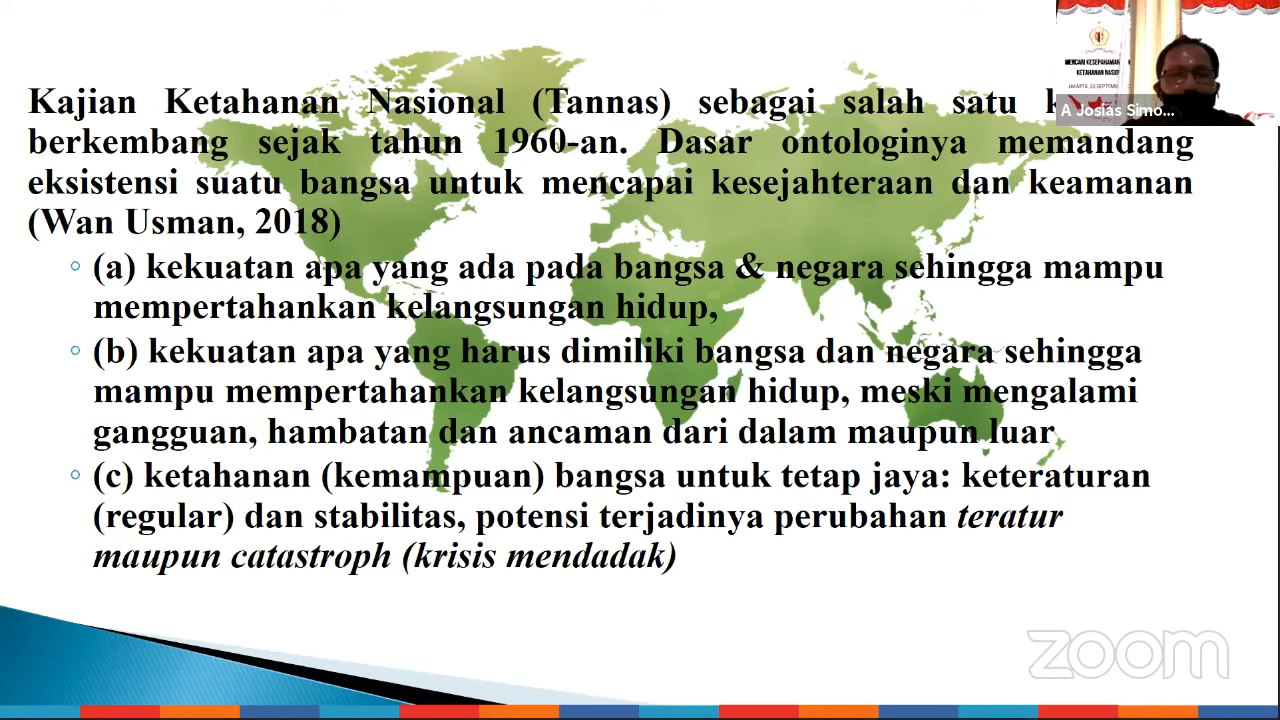 Kajian Ketahanan Nasional (Tannas) sebagai salah satu
berkembang sejak tahun 1960-an. Dasar ontologinya memandang
eksistensi suatu bangsa untuk mencapai kesejahteraan dan keamanan
(Wan Usman, 2018)
(a) kekuatan apa yang ada pada bangsa & negara sehingga mampu
mempertahankan kelangsungan hidup,
(b) kekuatan apa yang harus dimiliki bangsa dan negara sehingga
mampu mempertahankan kelangsungan hidup, meski mengalami
gangguan, hambatan dan ancaman dari dalam maupun luar
(c) ketahanan (kemampuan) bangsa untuk tetap jaya: keteraturan
(regular) dan stabilitas, potensi terjadinya perubahan teratur
maupun catastroph (krisis mendadak)
MENCARI KESEPAHAMAN
KETAHANAN
A Josias Simo...
zoom